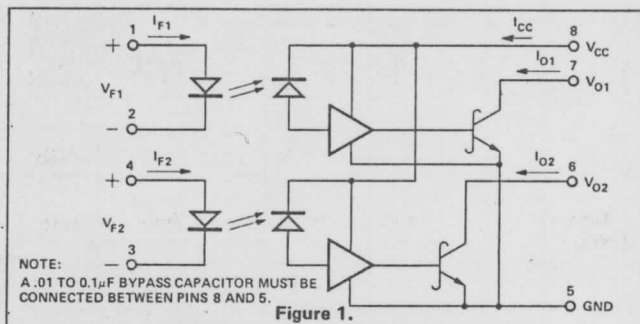 1
I_F1
+
V_F1
−
2
I_CC
8
V_CC
I_O1
7
V_O1
4
I_F2
+
V_F2
−
3
I_O2
6
V_O2
5
GND
NOTE:
A .01 TO 0.1μF BYPASS CAPACITOR MUST BE
CONNECTED BETWEEN PINS 8 AND 5.
Figure 1.